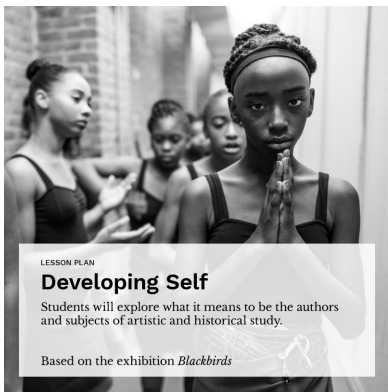 LESSON PLAN
Developing Self
Students will explore what it means to be the authors
and subjects of artistic and historical study.
Based on the exhibition Blackbirds